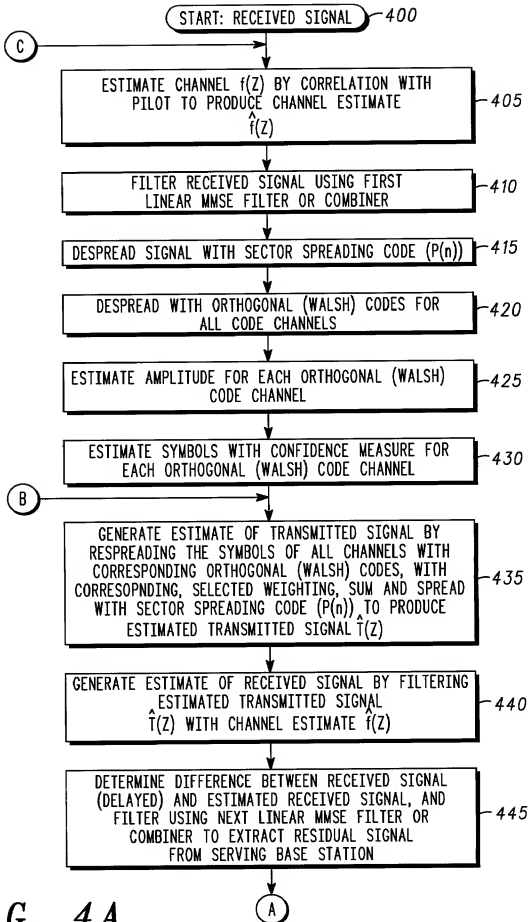 START: RECEIVED SIGNAL
400
C
ESTIMATE CHANNEL f(Z) BY CORRELATION WITH
PILOT TO PRODUCE CHANNEL ESTIMATE
f̂(Z)
405
FILTER RECEIVED SIGNAL USING FIRST
LINEAR MMSE FILTER OR COMBINER
410
DESPREAD SIGNAL WITH SECTOR SPREADING CODE (P(n))
415
DESPREAD WITH ORTHOGONAL (WALSH) CODES FOR
ALL CODE CHANNELS
420
ESTIMATE AMPLITUDE FOR EACH ORTHOGONAL (WALSH)
CODE CHANNEL
425
ESTIMATE SYMBOLS WITH CONFIDENCE MEASURE FOR
EACH ORTHOGONAL (WALSH) CODE CHANNEL
430
B
GENERATE ESTIMATE OF TRANSMITTED SIGNAL BY
RESPREADING THE SYMBOLS OF ALL CHANNELS WITH
CORRESPONDING ORTHOGONAL (WALSH) CODES, WITH
CORRESOPNDING, SELECTED WEIGHTING, SUM AND SPREAD
WITH SECTOR SPREADING CODE (P(n)) TO PRODUCE
ESTIMATED TRANSMITTED SIGNAL T̂(Z)
435
GENERATE ESTIMATE OF RECEIVED SIGNAL BY FILTERING
ESTIMATED TRANSMITTED SIGNAL
T̂(Z) WITH CHANNEL ESTIMATE f̂(Z)
440
DETERMINE DIFFERENCE BETWEEN RECEIVED SIGNAL
(DELAYED) AND ESTIMATED RECEIVED SIGNAL, AND
FILTER USING NEXT LINEAR MMSE FILTER OR
COMBINER TO EXTRACT RESIDUAL SIGNAL
FROM SERVING BASE STATION
445
A
G. 4A